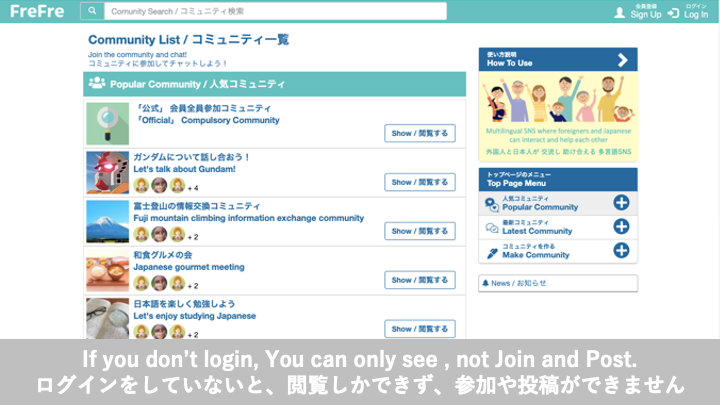 FreFre
Comunity Search / コミュニティ検索
会員登録
Sign Up
ログイン
Log In
Community List / コミュニティ一覧
Join the community and chat!
コミュニティに参加してチャットしよう！
Popular Community / 人気コミュニティ
「公式」 会員全員参加コミュニティ
「Official」 Compulsory Community
Show / 閲覧する
ガンダムについて話し合おう！
Let's talk about Gundam!
+ 4
Show / 閲覧する
富士登山の情報交換コミュニティ
Fuji mountain climbing information exchange community
+ 2
Show / 閲覧する
和食グルメの会
Japanese gourmet meeting
+ 2
Show / 閲覧する
日本語を楽しく勉強しよう
Let's enjoy studying Japanese
+ 2
Show / 閲覧する
使い方説明
How To Use
Multilingual SNS where foreigners and Japanese
can interact and help each other
外国人と日本人が 交流し 助け合える 多言語SNS
トップページのメニュー
Top Page Menu
人気コミュニティ
Popular Community
最新コミュニティ
Latest Community
コミュニティを作る
Make Community
News / お知らせ
If you don't login, You can only see , not Join and Post.
ログインをしていないと、閲覧しかできず、参加や投稿ができません